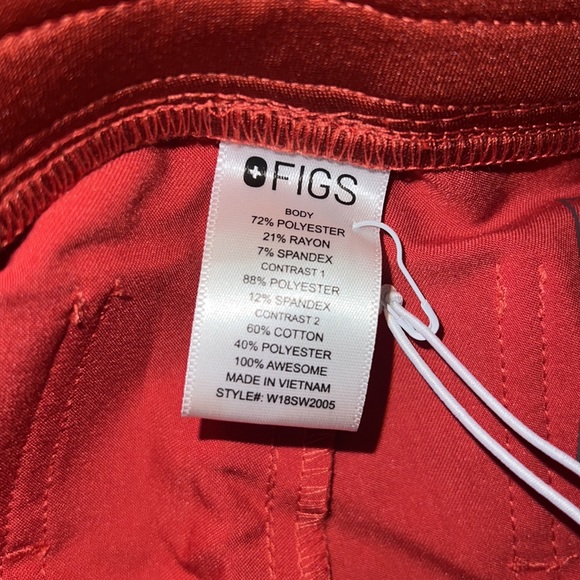 FIGS
BODY
72% POLYESTER
21% RAYON
7% SPANDEX
CONTRAST 1
88% POLYESTER
12% SPANDEX
CONTRAST 2
60% COTTON
40% POLYESTER
100% AWESOME
MADE IN VIETNAM
STYLE#: W18SW2005